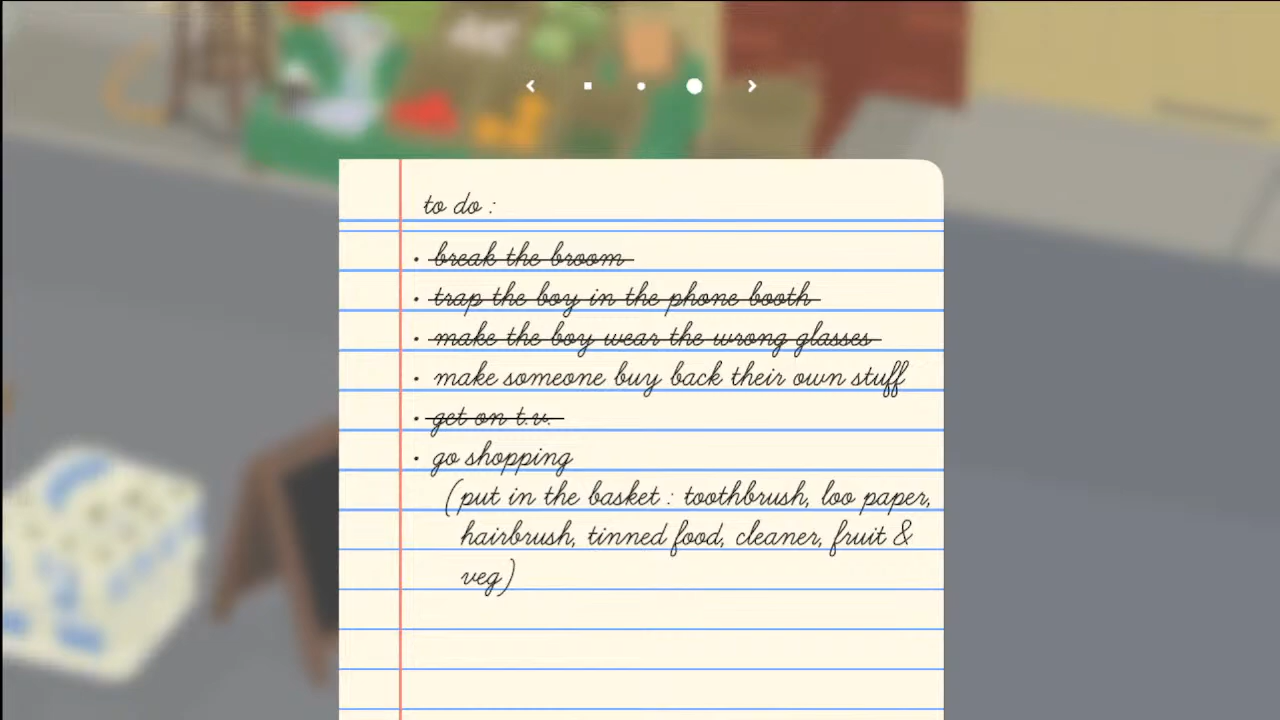 to do :
• break the broom
• trap the boy in the phone booth
• make the boy wear the wrong glasses
• make someone buy back their own stuff
• get on t.v.
• go shopping
(put in the basket : toothbrush, loo paper,
hairbrush, tinned food, cleaner, fruit &
veg)